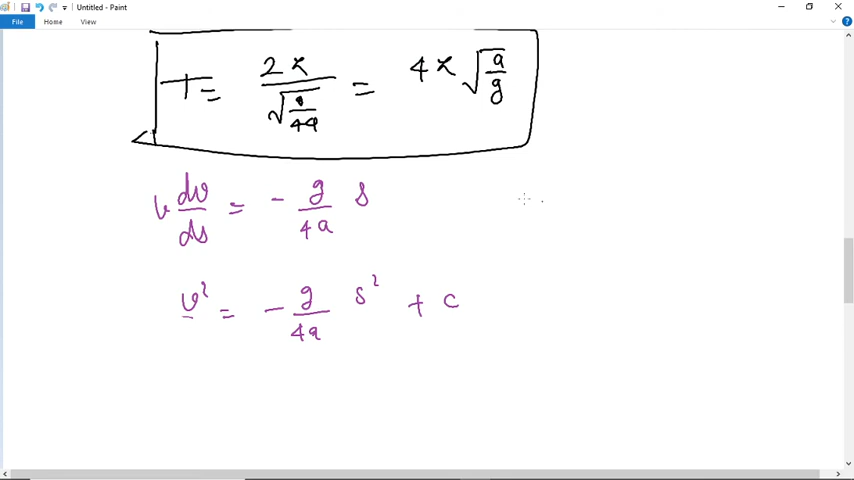 Untitled - Paint
File Home View
T = 2π / √(g/4a) = 4π √(a/g)
v dv/ds = - g/4a s
v² = - g/4a s² + c